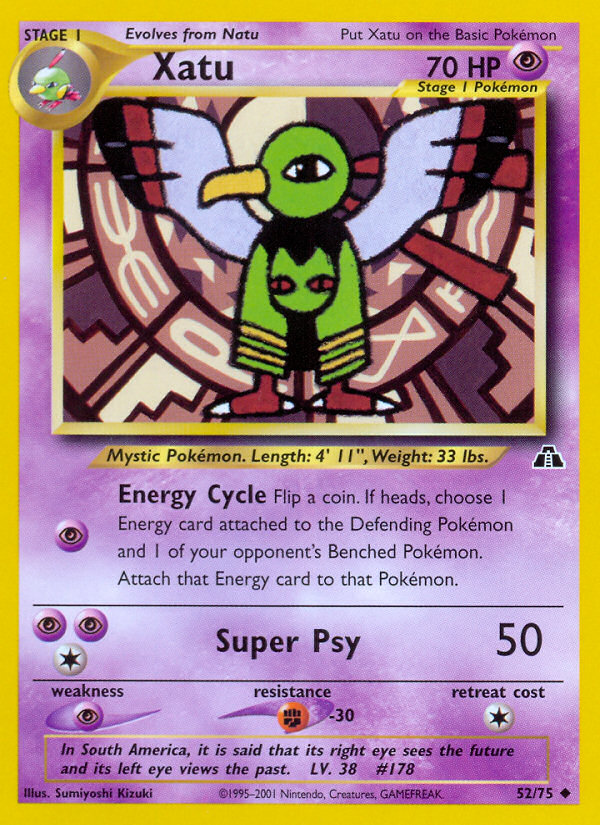 STAGE 1 Evolves from Natu Put Xatu on the Basic Pokémon
Xatu 70 HP
Stage 1 Pokémon
Mystic Pokémon. Length: 4' 11", Weight: 33 lbs.
Energy Cycle Flip a coin. If heads, choose 1
Energy card attached to the Defending Pokémon
and 1 of your opponent's Benched Pokémon.
Attach that Energy card to that Pokémon.
Super Psy 50
weakness resistance retreat cost
-30
In South America, it is said that its right eye sees the future
and its left eye views the past. LV. 38 #178
Illus. Sumiyoshi Kizuki ©1995–2001 Nintendo, Creatures, GAMEFREAK. 52/75